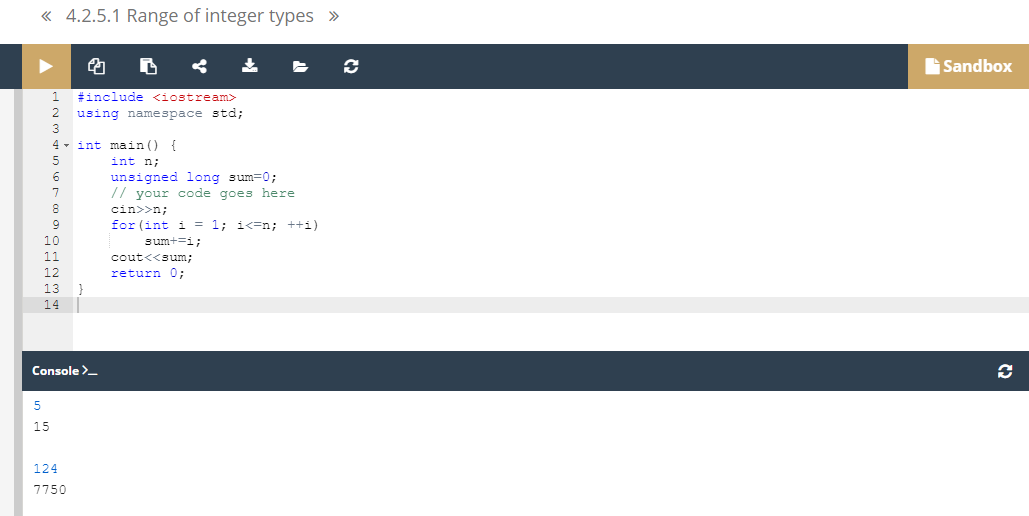 « 4.2.5.1 Range of integer types »
Sandbox
1 #include <iostream>
2 using namespace std;
3
4 int main() {
5 int n;
6 unsigned long sum=0;
7 // your code goes here
8 cin>>n;
9 for(int i = 1; i<=n; ++i)
10 sum+=i;
11 cout<<sum;
12 return 0;
13 }
14
Console >_
5
15
124
7750